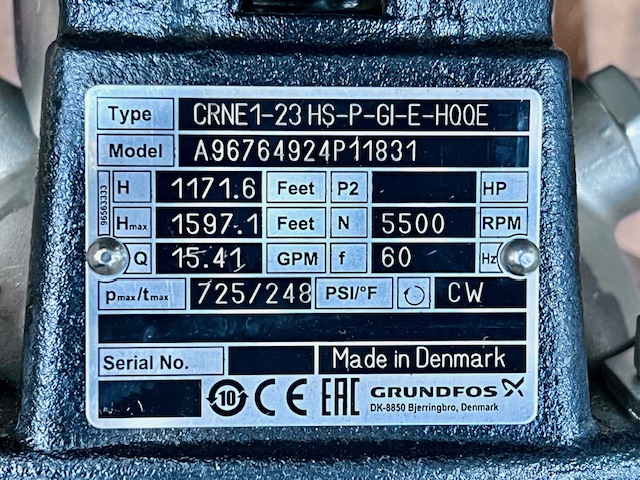 Type CRNE1-23 HS-P-GI-E-HQQE
Model A96764924P11831
96563333
H 1171.6 Feet P2 HP
Hmax 1597.1 Feet N 5500 RPM
Q 15.41 GPM f 60 Hz
pmax/tmax 725/248 PSI/°F CW
Serial No. Made in Denmark
10 CE EAC GRUNDFOS X
DK-8850 Bjerringbro, Denmark